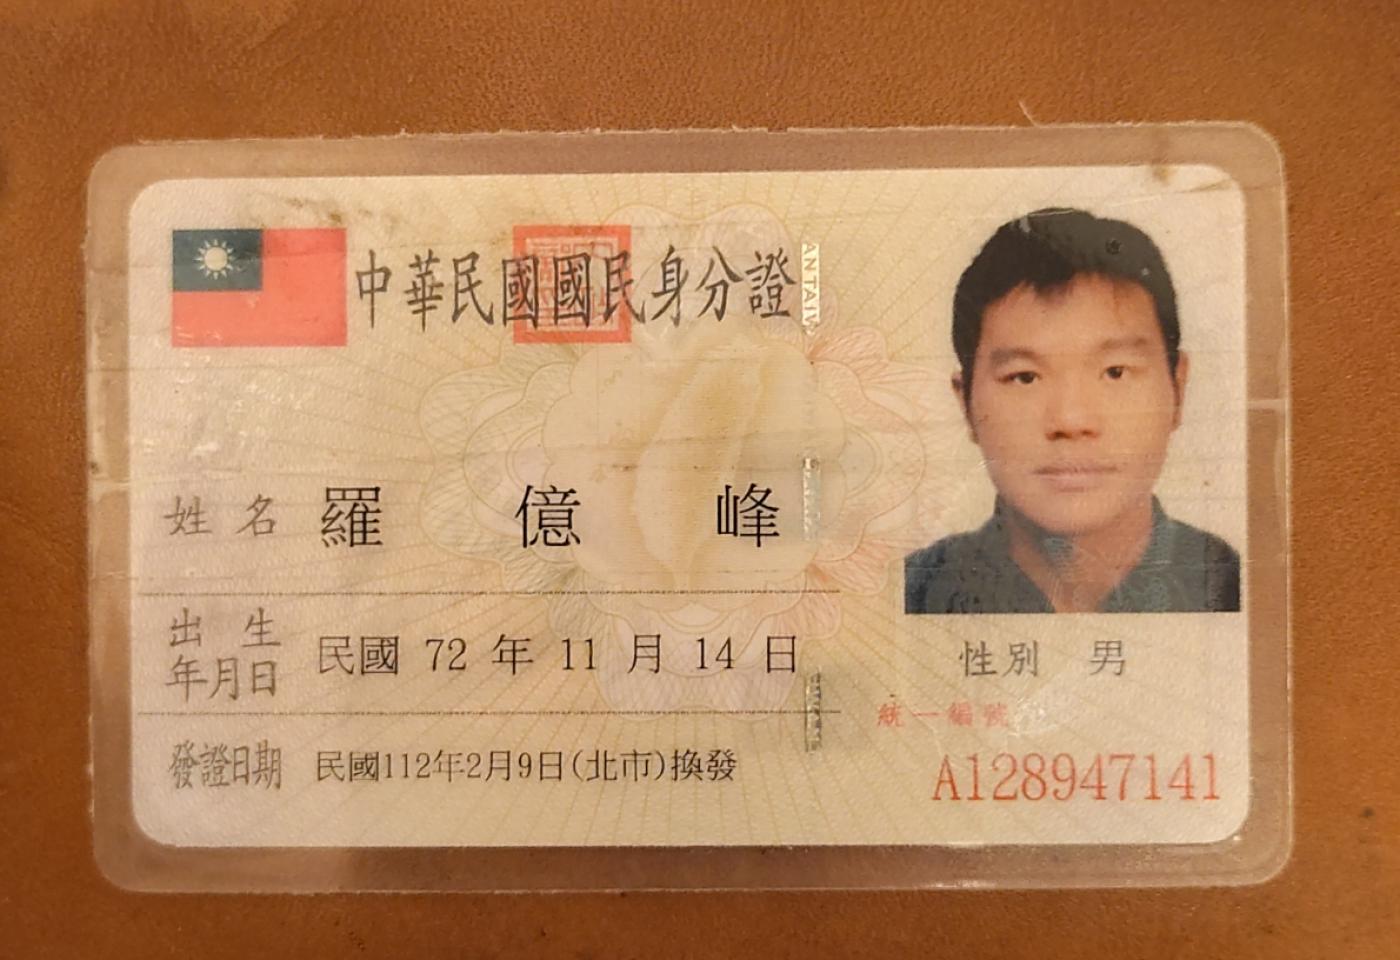 中華民國國民身分證
姓名 羅億峰
出生年月日 民國 72 年 11 月 14 日
性別 男
發證日期 民國112年2月9日(北市)換發
統一編號
A128947141